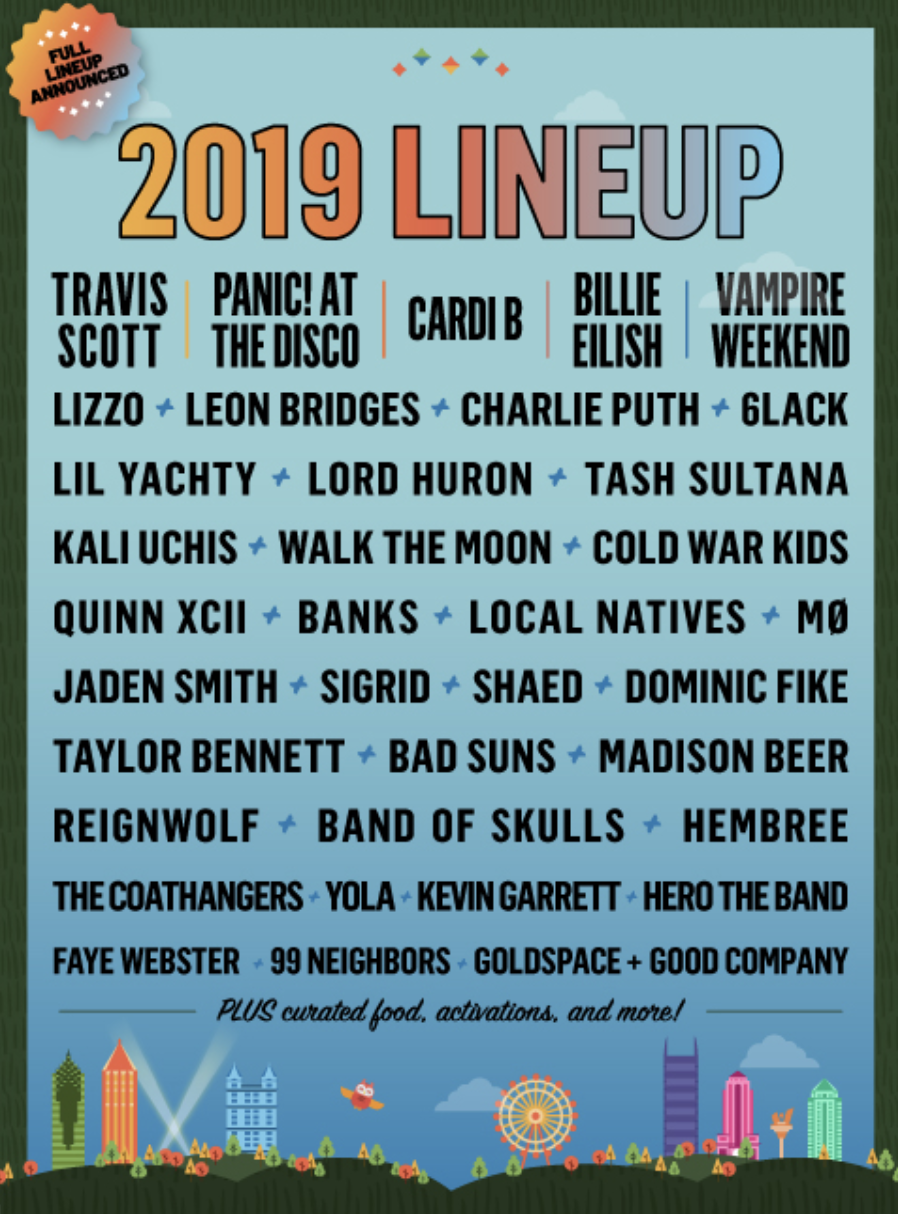 FULL
LINEUP
ANNOUNCED
2019 LINEUP
TRAVIS SCOTT | PANIC! AT THE DISCO | CARDI B | BILLIE EILISH | VAMPIRE WEEKEND
LIZZO + LEON BRIDGES + CHARLIE PUTH + 6LACK
LIL YACHTY + LORD HURON + TASH SULTANA
KALI UCHIS + WALK THE MOON + COLD WAR KIDS
QUINN XCII + BANKS + LOCAL NATIVES + MØ
JADEN SMITH + SIGRID + SHAED + DOMINIC FIKE
TAYLOR BENNETT + BAD SUNS + MADISON BEER
REIGNWOLF + BAND OF SKULLS + HEMBREE
THE COATHANGERS + YOLA + KEVIN GARRETT + HERO THE BAND
FAYE WEBSTER + 99 NEIGHBORS + GOLDSPACE + GOOD COMPANY
PLUS curated food, activations, and more!